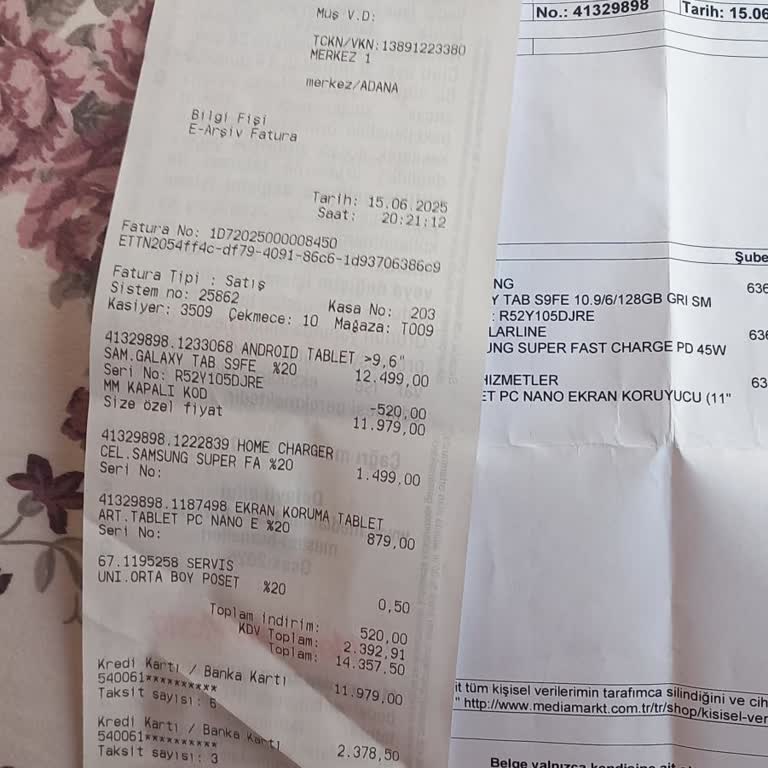 Muş V.D:
TCKN/VKN: 13891223380
MERKEZ 1
merkez/ADANA
Bilgi Fişi
E-Arşiv Fatura
Tarih: 15.06.2025
Saat: 20:21:12
Fatura No: 1D72025000008450
ETTN2054ff4c-df79-4091-86c6-1d93706386c9
Fatura Tipi : Satış
Sistem no: 25862 Kasa No: 203
Kasiyer: 3509 Çekmece: 10 Mağaza: T009
41329898.1233068 ANDROID TABLET >9,6"
SAM.GALAXY TAB S9FE %20 12.499,00
Seri No: R52Y105DJRE
MM KAPALI KOD -520,00
Size özel fiyat 11.979,00
41329898.1222839 HOME CHARGER
CEL.SAMSUNG SUPER FA %20 1.499,00
Seri No:
41329898.1187498 EKRAN KORUMA TABLET
ART.TABLET PC NANO E %20 879,00
Seri No:
67.1195258 SERVIS
UNI.ORTA BOY POSET %20 0,50
Toplam indirim: 520,00
KDV Toplam: 2.392,91
Toplam: 14.357,50
Kredi Kartı / Banka Kartı 11.979,00
540061**********
Taksit sayısı: 6
Kredi Kartı / Banka Kartı 2.378,50
540061**********
Taksit sayısı: 3
No.: 41329898 Tarih: 15.06
Şube
NG 636
Y TAB S9FE 10.9/6/128GB GRI SM
: R52Y105DJRE
LARLINE 636
UNG SUPER FAST CHARGE PD 45W
HIZMETLER 63
ET PC NANO EKRAN KORUYUCU (11"
it tüm kişisel verilerimin tarafımca silindiğini ve cih
" http://www.mediamarkt.com.tr/tr/shop/kisisel-ver
Belge yalnızca kendisine ait